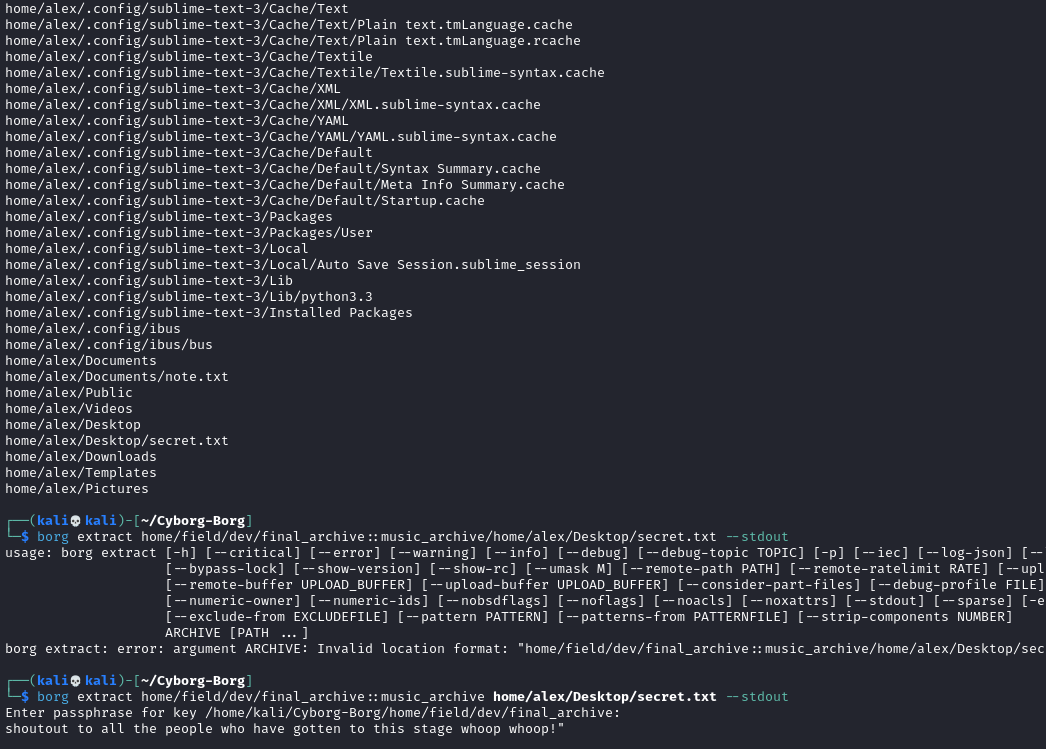 home/alex/.config/sublime-text-3/Cache/Text
home/alex/.config/sublime-text-3/Cache/Text/Plain text.tmLanguage.cache
home/alex/.config/sublime-text-3/Cache/Text/Plain text.tmLanguage.rcache
home/alex/.config/sublime-text-3/Cache/Textile
home/alex/.config/sublime-text-3/Cache/Textile/Textile.sublime-syntax.cache
home/alex/.config/sublime-text-3/Cache/XML
home/alex/.config/sublime-text-3/Cache/XML/XML.sublime-syntax.cache
home/alex/.config/sublime-text-3/Cache/YAML
home/alex/.config/sublime-text-3/Cache/YAML/YAML.sublime-syntax.cache
home/alex/.config/sublime-text-3/Cache/Default
home/alex/.config/sublime-text-3/Cache/Default/Syntax Summary.cache
home/alex/.config/sublime-text-3/Cache/Default/Meta Info Summary.cache
home/alex/.config/sublime-text-3/Cache/Default/Startup.cache
home/alex/.config/sublime-text-3/Packages
home/alex/.config/sublime-text-3/Packages/User
home/alex/.config/sublime-text-3/Local
home/alex/.config/sublime-text-3/Local/Auto Save Session.sublime_session
home/alex/.config/sublime-text-3/Lib
home/alex/.config/sublime-text-3/Lib/python3.3
home/alex/.config/sublime-text-3/Installed Packages
home/alex/.config/ibus
home/alex/.config/ibus/bus
home/alex/Documents
home/alex/Documents/note.txt
home/alex/Public
home/alex/Videos
home/alex/Desktop
home/alex/Desktop/secret.txt
home/alex/Downloads
home/alex/Templates
home/alex/Pictures
┌──(kali💀kali)-[~/Cyborg-Borg]
└─$ borg extract home/field/dev/final_archive::music_archive/home/alex/Desktop/secret.txt --stdout
usage: borg extract [-h] [--critical] [--error] [--warning] [--info] [--debug] [--debug-topic TOPIC] [-p] [--iec] [--log-json] [--
[--bypass-lock] [--show-version] [--show-rc] [--umask M] [--remote-path PATH] [--remote-ratelimit RATE] [--upl
[--remote-buffer UPLOAD_BUFFER] [--upload-buffer UPLOAD_BUFFER] [--consider-part-files] [--debug-profile FILE]
[--numeric-owner] [--numeric-ids] [--nobsdflags] [--noflags] [--noacls] [--noxattrs] [--stdout] [--sparse] [-e
[--exclude-from EXCLUDEFILE] [--pattern PATTERN] [--patterns-from PATTERNFILE] [--strip-components NUMBER]
ARCHIVE [PATH ...]
borg extract: error: argument ARCHIVE: Invalid location format: "home/field/dev/final_archive::music_archive/home/alex/Desktop/sec
┌──(kali💀kali)-[~/Cyborg-Borg]
└─$ borg extract home/field/dev/final_archive::music_archive home/alex/Desktop/secret.txt --stdout
Enter passphrase for key /home/kali/Cyborg-Borg/home/field/dev/final_archive:
shoutout to all the people who have gotten to this stage whoop whoop!"